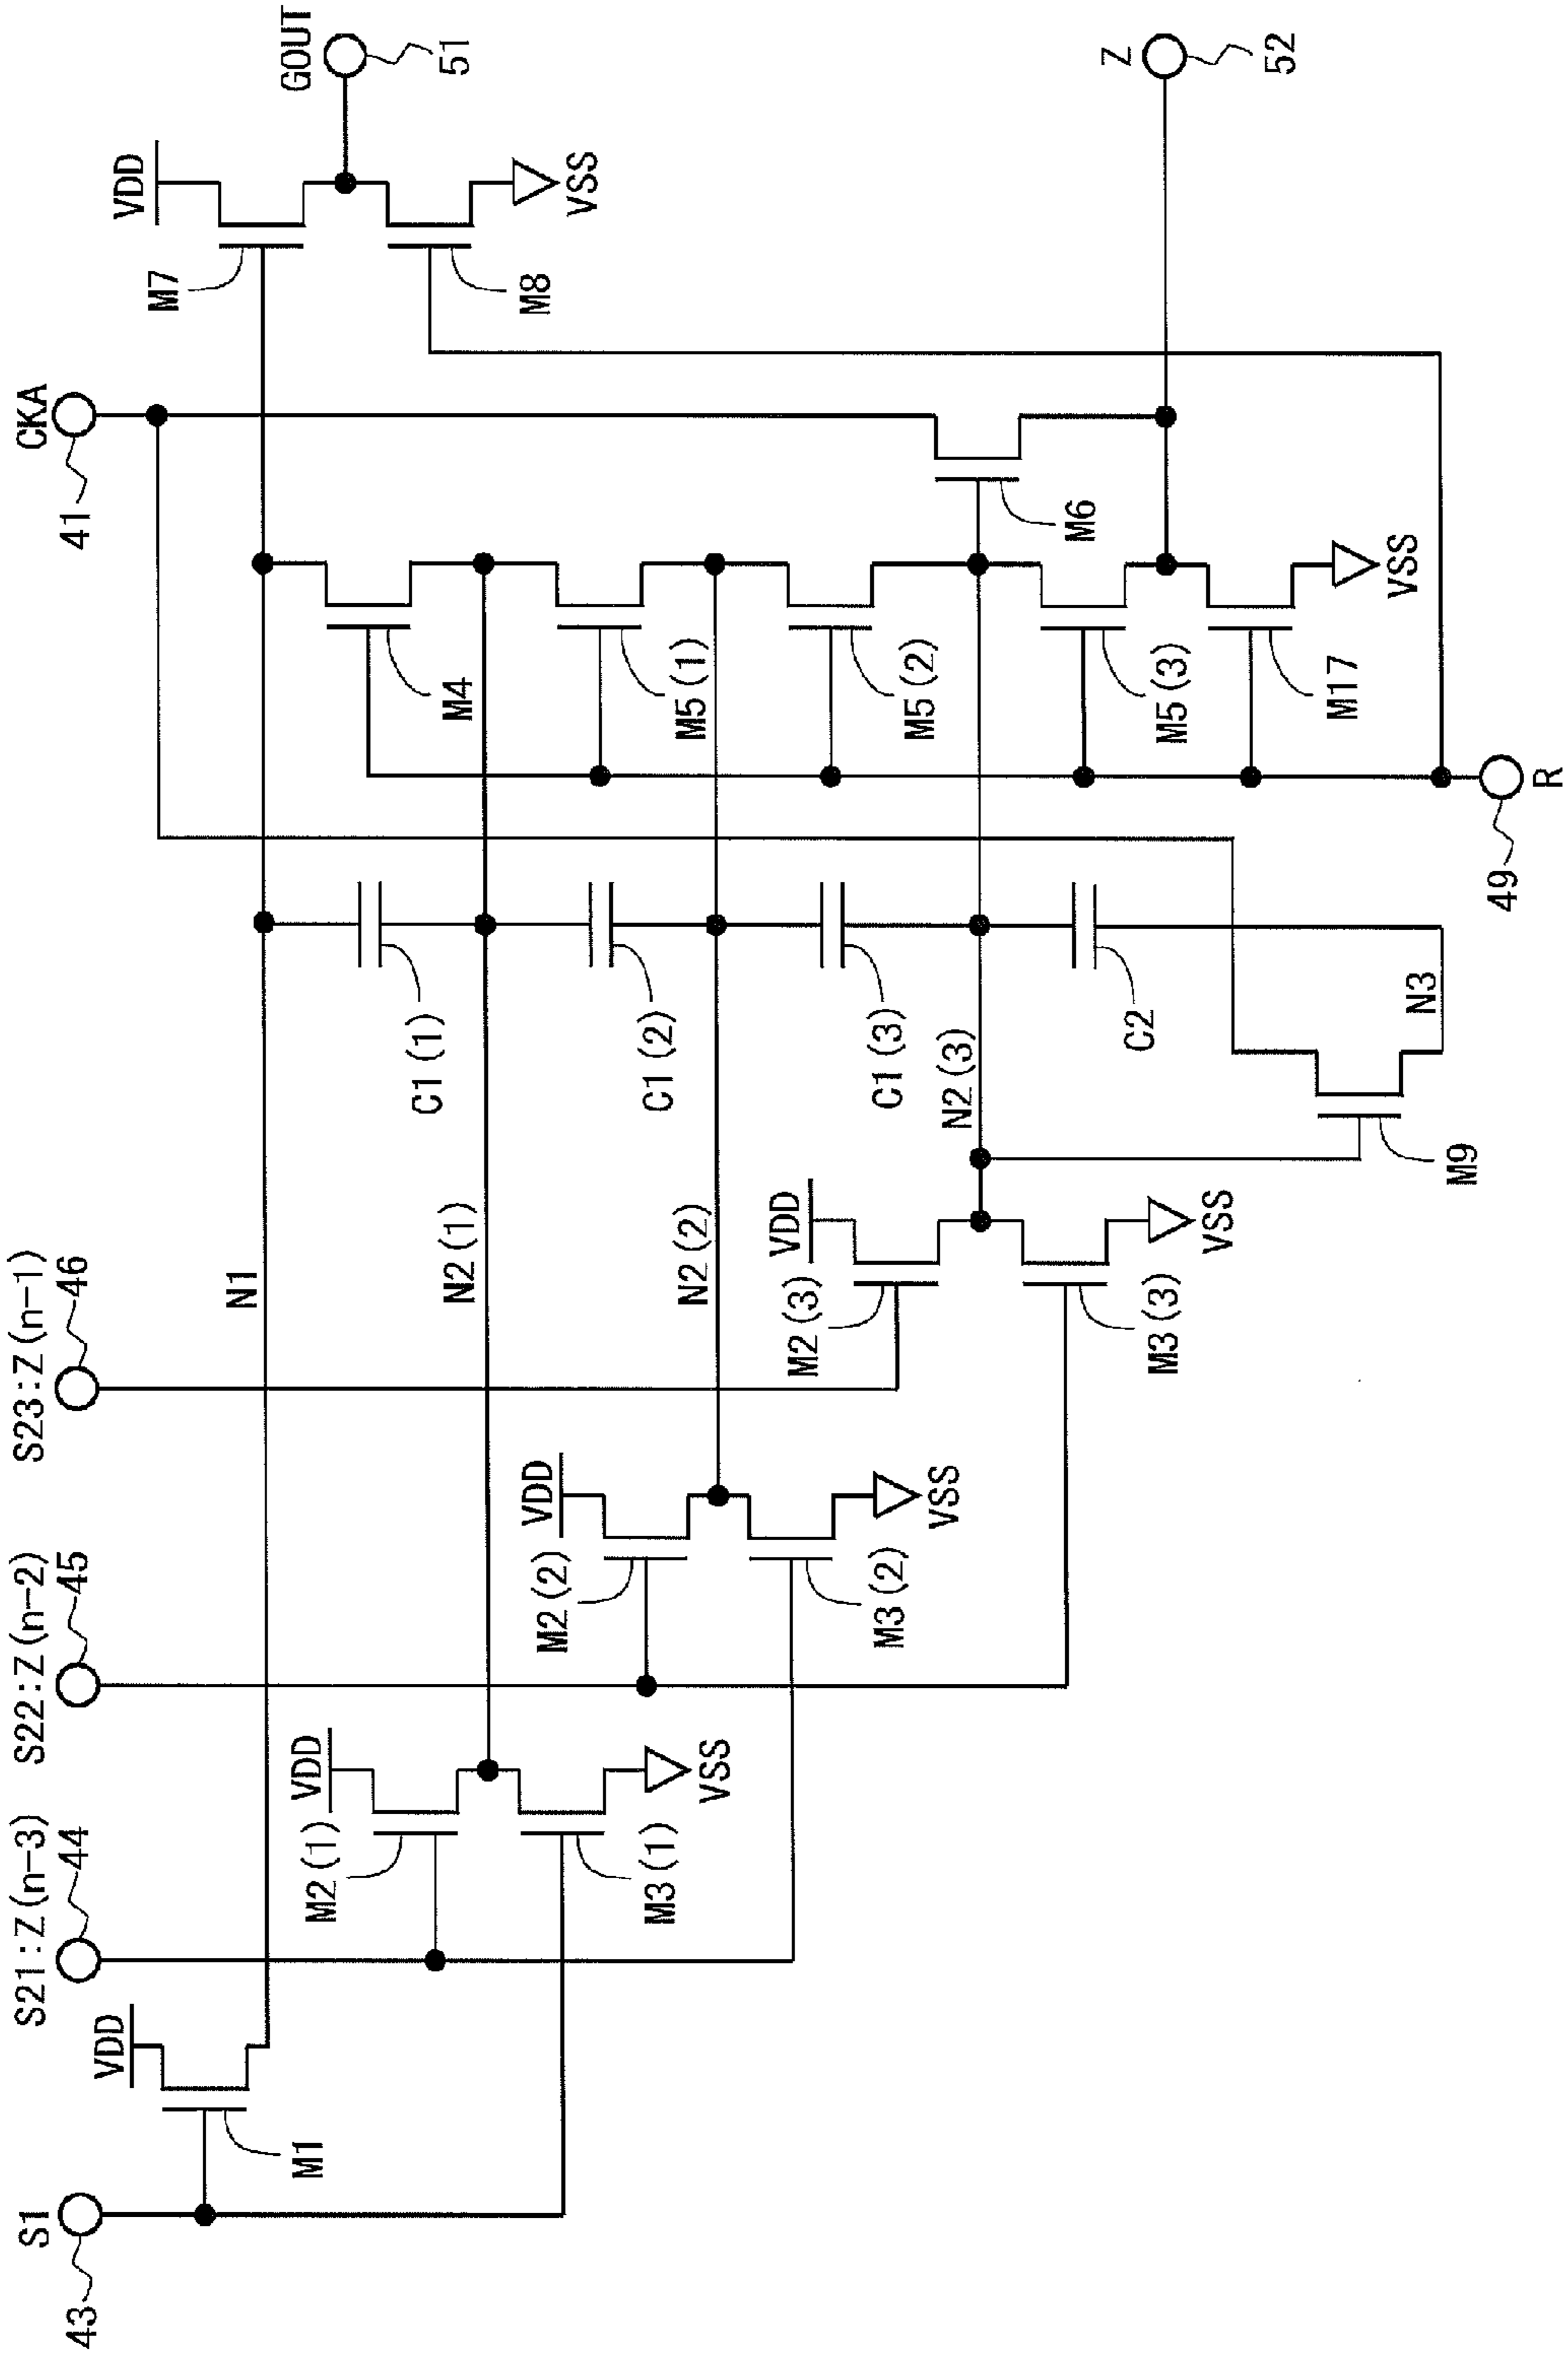 S1
43
VDD
M1
S21:Z(n-3)
44
VDD
M2(1)
M3(1)
VSS
S22:Z(n-2)
45
VDD
M2(2)
M3(2)
VSS
S23:Z(n-1)
46
VDD
M2(3)
M3(3)
VSS
N1
N2(1)
N2(2)
N2(3)
M9
N3
C1(1)
C1(2)
C1(3)
C2
49
R
CKA
41
M4
M5(1)
M5(2)
M5(3)
M17
VSS
M6
VDD
M7
M8
VSS
GOUT
51
Z
52